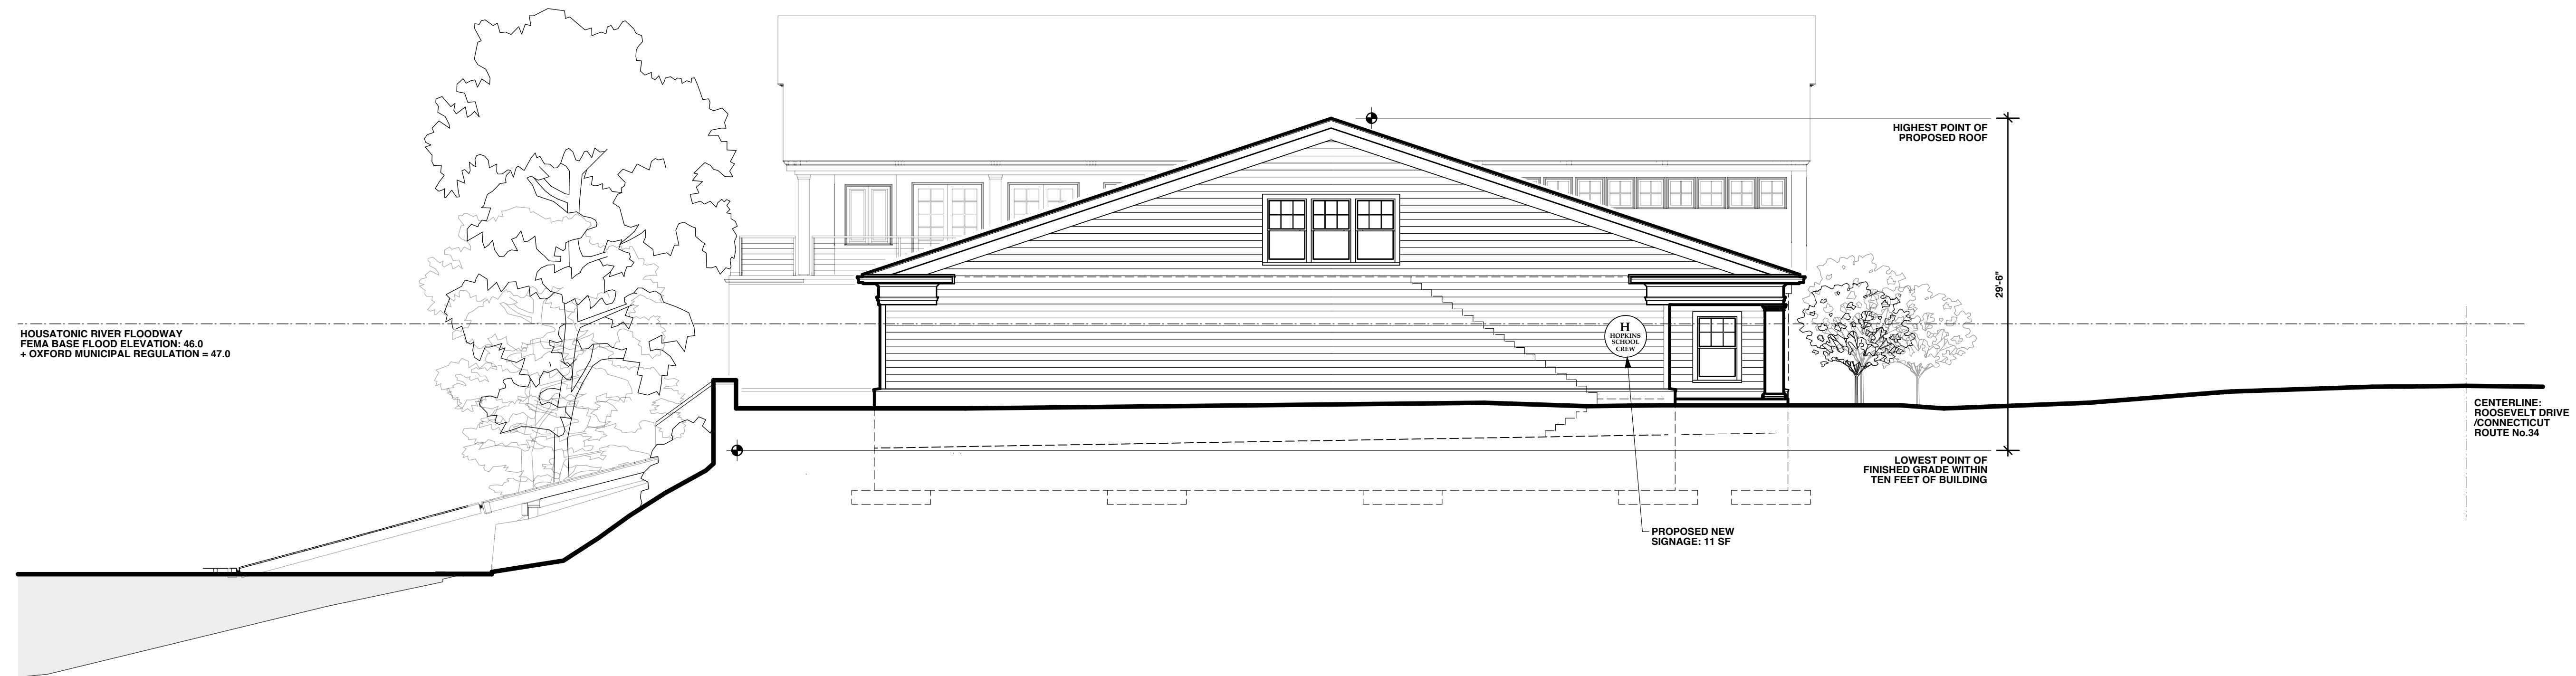 HIGHEST POINT OF
PROPOSED ROOF
29'-6"
HOUSATONIC RIVER FLOODWAY
FEMA BASE FLOOD ELEVATION: 46.0
+ OXFORD MUNICIPAL REGULATION = 47.0
H
HOPKINS
SCHOOL
CREW
CENTERLINE:
ROOSEVELT DRIVE
/CONNECTICUT
ROUTE No.34
LOWEST POINT OF
FINISHED GRADE WITHIN
TEN FEET OF BUILDING
PROPOSED NEW
SIGNAGE: 11 SF